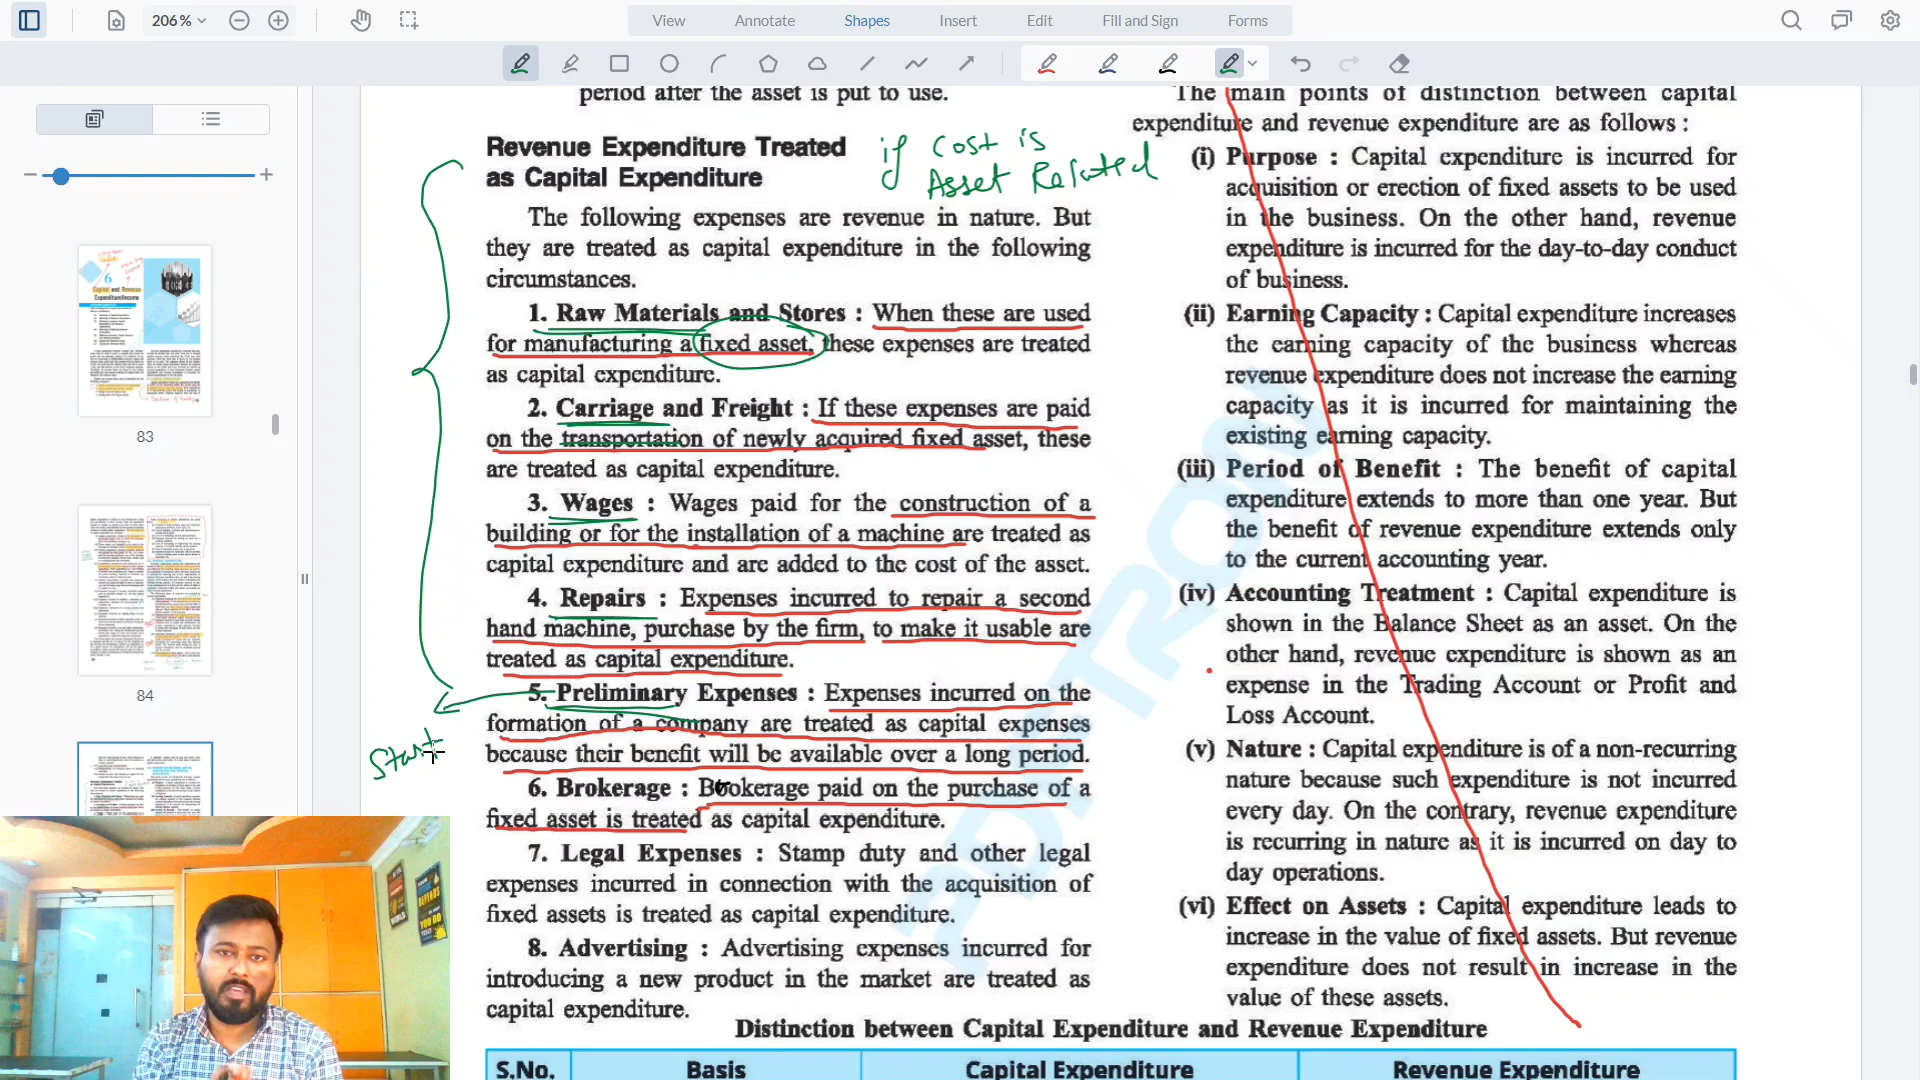 206 %
View
Annotate
Shapes
Insert
Edit
Fill and Sign
Forms
83
84
6
Capital and Revenue
Expenditure/Income
period after the asset is put to use.
Revenue Expenditure Treated
as Capital Expenditure
if Cost is
Asset Related
The following expenses are revenue in nature. But
they are treated as capital expenditure in the following
circumstances.
1. Raw Materials and Stores : When these are used
for manufacturing a fixed asset, these expenses are treated
as capital expenditure.
2. Carriage and Freight : If these expenses are paid
on the transportation of newly acquired fixed asset, these
are treated as capital expenditure.
3. Wages : Wages paid for the construction of a
building or for the installation of a machine are treated as
capital expenditure and are added to the cost of the asset.
4. Repairs : Expenses incurred to repair a second
hand machine, purchase by the firm, to make it usable are
treated as capital expenditure.
5. Preliminary Expenses : Expenses incurred on the
formation of a company are treated as capital expenses
because their benefit will be available over a long period.
Start
6. Brokerage : Bookerage paid on the purchase of a
fixed asset is treated as capital expenditure.
7. Legal Expenses : Stamp duty and other legal
expenses incurred in connection with the acquisition of
fixed assets is treated as capital expenditure.
8. Advertising : Advertising expenses incurred for
introducing a new product in the market are treated as
capital expenditure.
The main points of distinction between capital
expenditure and revenue expenditure are as follows :
(i) Purpose : Capital expenditure is incurred for
acquisition or erection of fixed assets to be used
in the business. On the other hand, revenue
expenditure is incurred for the day-to-day conduct
of business.
(ii) Earning Capacity : Capital expenditure increases
the earning capacity of the business whereas
revenue expenditure does not increase the earning
capacity as it is incurred for maintaining the
existing earning capacity.
(iii) Period of Benefit : The benefit of capital
expenditure extends to more than one year. But
the benefit of revenue expenditure extends only
to the current accounting year.
(iv) Accounting Treatment : Capital expenditure is
shown in the Balance Sheet as an asset. On the
other hand, revenue expenditure is shown as an
expense in the Trading Account or Profit and
Loss Account.
(v) Nature : Capital expenditure is of a non-recurring
nature because such expenditure is not incurred
every day. On the contrary, revenue expenditure
is recurring in nature as it is incurred on day to
day operations.
(vi) Effect on Assets : Capital expenditure leads to
increase in the value of fixed assets. But revenue
expenditure does not result in increase in the
value of these assets.
Distinction between Capital Expenditure and Revenue Expenditure
S.No. Basis Capital Expenditure Revenue Expenditure